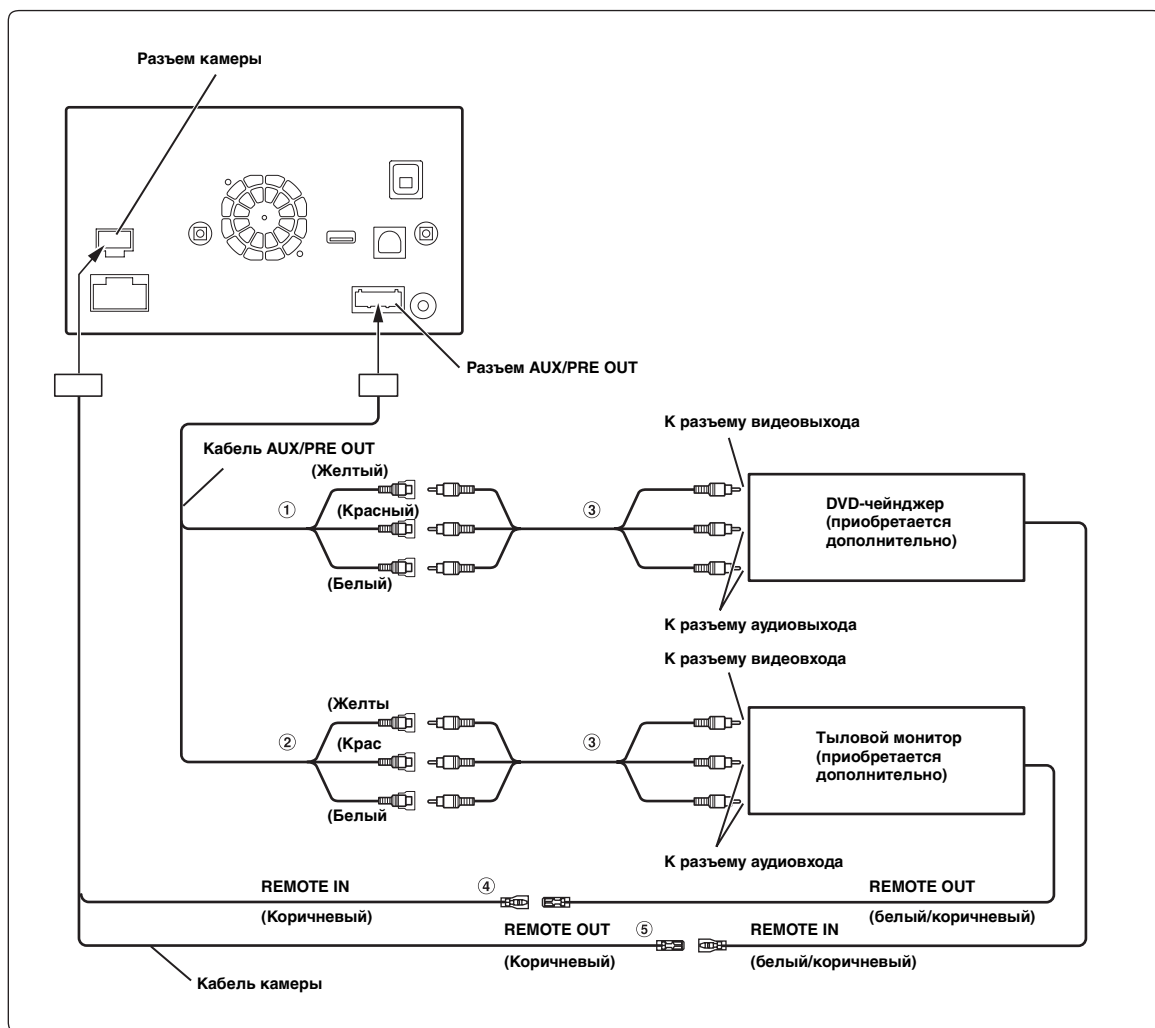 Разъем камеры
Разъем AUX/PRE OUT
К разъему видеовыхода
Кабель AUX/PRE OUT
(Желтый)
① (Красный) ③
(Белый)
DVD-чейнджер
(приобретается
дополнительно)
К разъему аудиовыхода
К разъему видеовхода
(Желты
② (Крас ③
(Белый
Тыловой монитор
(приобретается
дополнительно)
К разъему аудиовхода
REMOTE IN ④ REMOTE OUT
(Коричневый) (белый/коричневый)
REMOTE OUT ⑤ REMOTE IN
(Коричневый) (белый/коричневый)
Кабель камеры